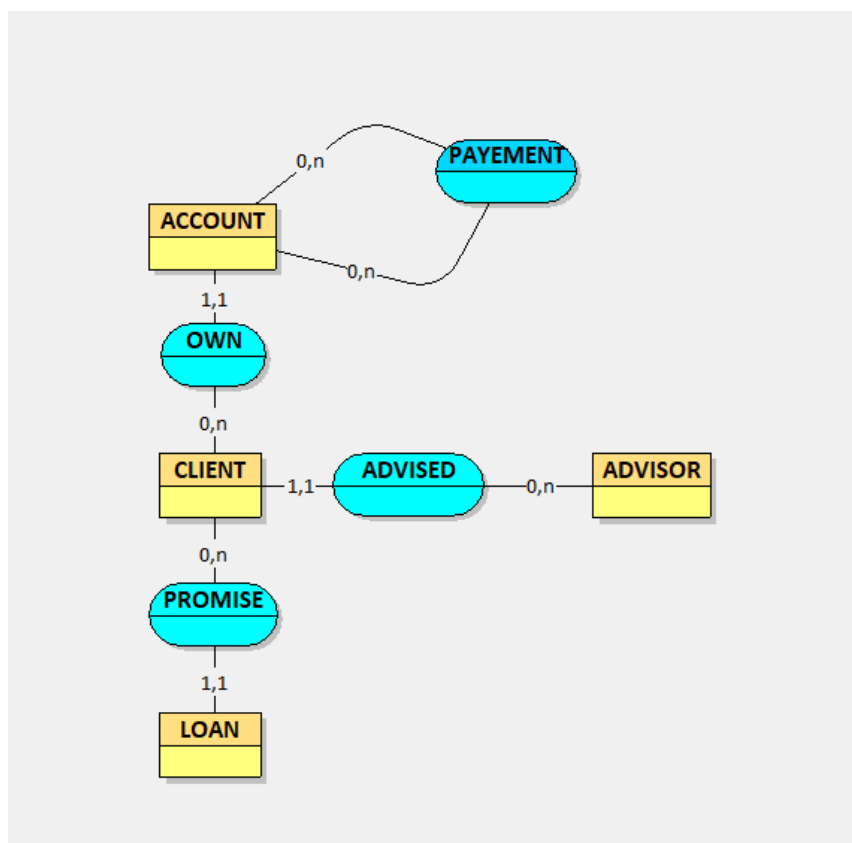 PAYEMENT
0,n
ACCOUNT
0,n
1,1
OWN
0,n
CLIENT
1,1
ADVISED
0,n
ADVISOR
0,n
PROMISE
1,1
LOAN